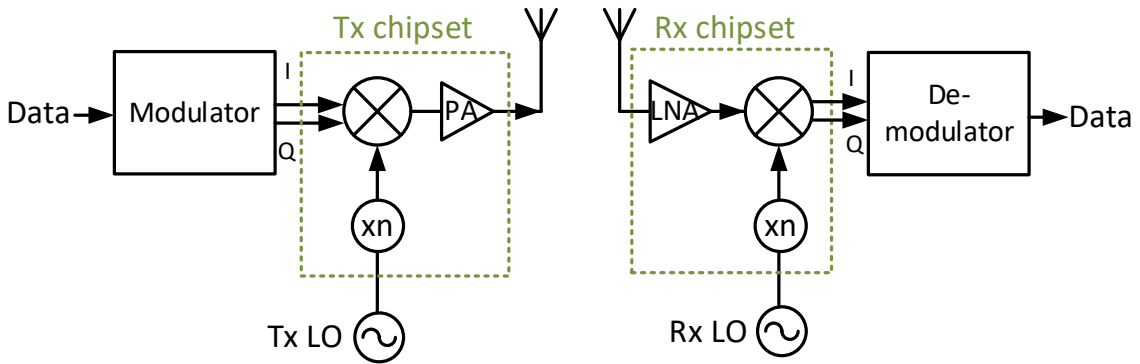 Tx chipset
Rx chipset
Data
Modulator
I
Q
PA
xn
Tx LO
LNA
I
Q
De-
modulator
Data
xn
Rx LO